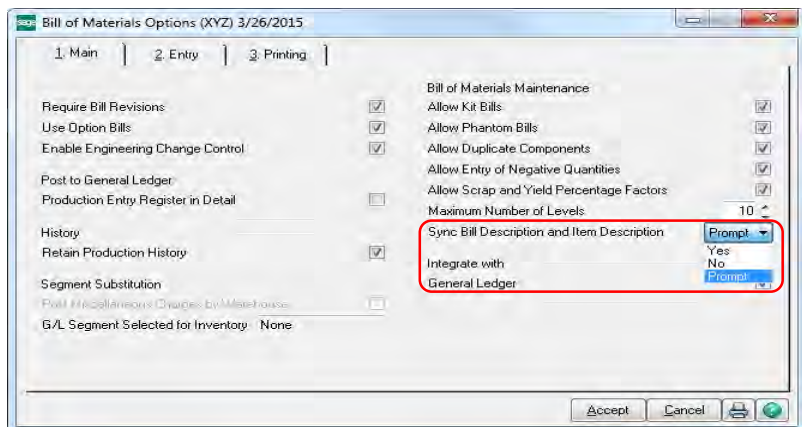 sage Bill of Materials Options (XYZ) 3/26/2015
1. Main
2. Entry
3. Printing
Require Bill Revisions
Use Option Bills
Enable Engineering Change Control
Post to General Ledger
Production Entry Register in Detail
History
Retain Production History
Segment Substitution
Post Miscellaneous Charges by Warehouse
G/L Segment Selected for Inventory None
Bill of Materials Maintenance
Allow Kit Bills
Allow Phantom Bills
Allow Duplicate Components
Allow Entry of Negative Quantities
Allow Scrap and Yield Percentage Factors
Maximum Number of Levels 10
Sync Bill Description and Item Description Prompt
Yes
No
Prompt
Integrate with
General Ledger
Accept Cancel